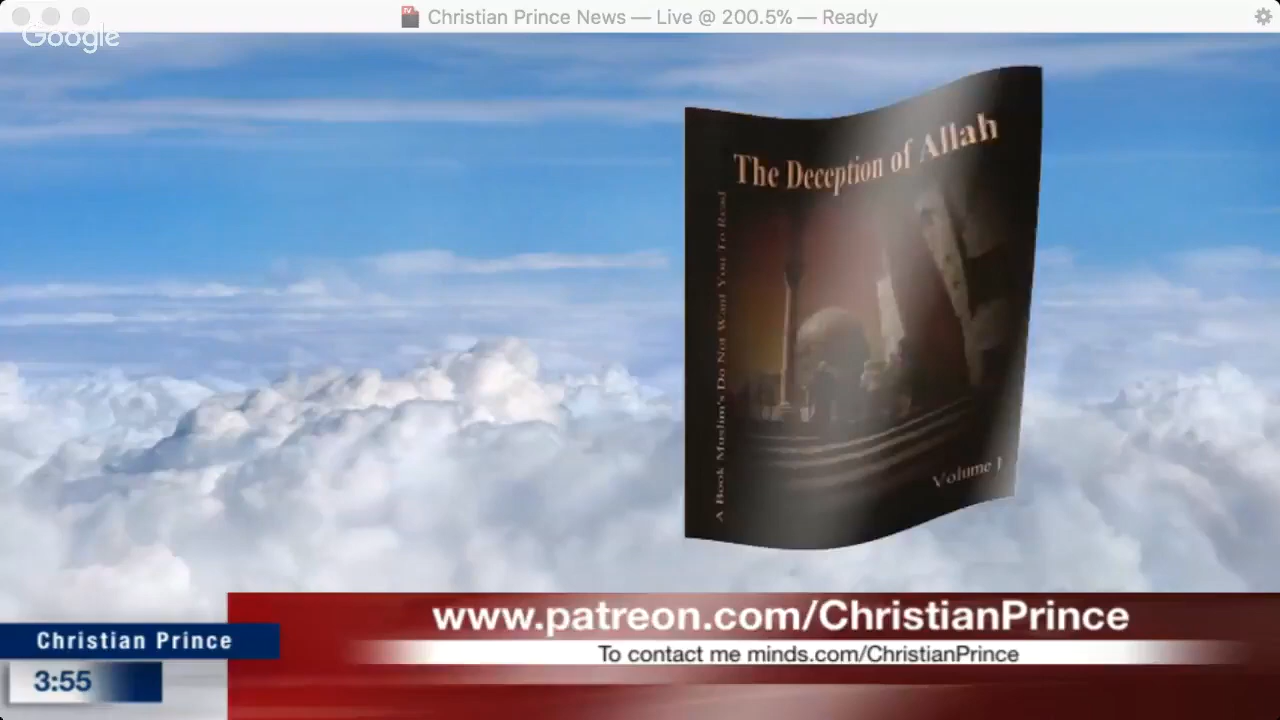 Christian Prince News — Live @ 200.5% — Ready
Google
The Deception of Allah
A Book Muslim's Do Not Want You To Read
Volume I
www.patreon.com/ChristianPrince
To contact me minds.com/ChristianPrince
Christian Prince
3:55